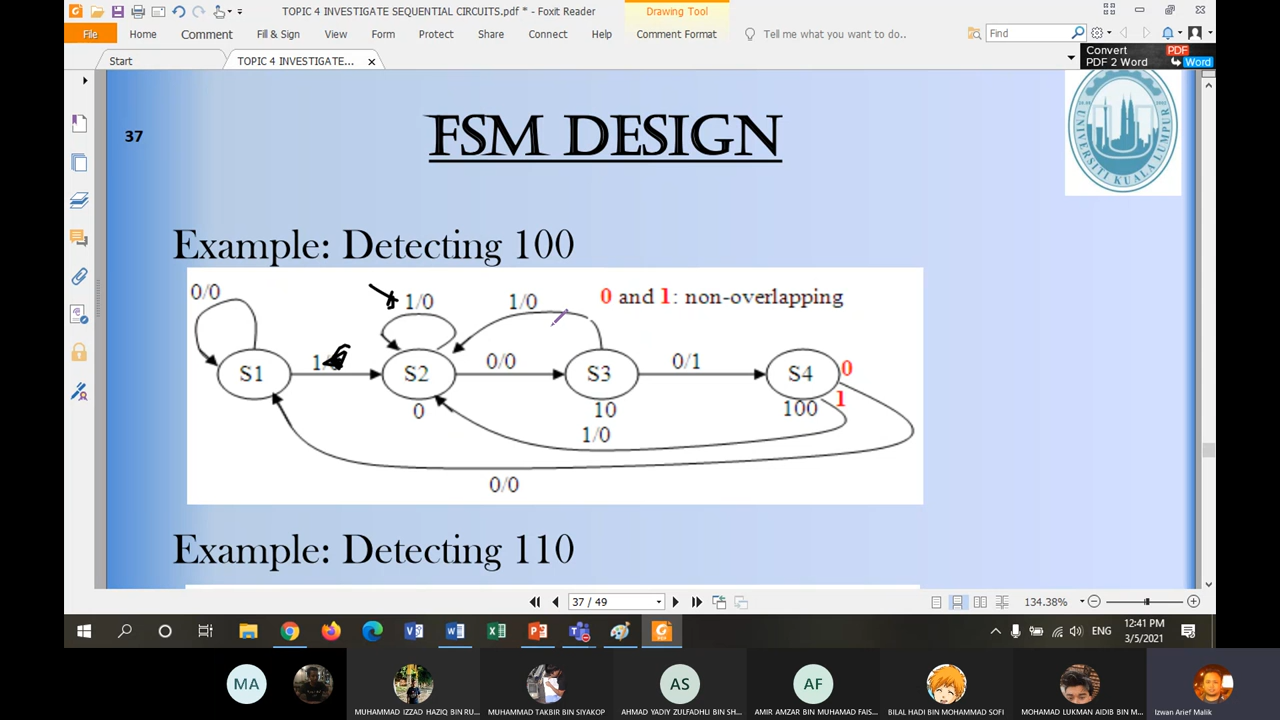 TOPIC 4 INVESTIGATE SEQUENTIAL CIRCUITS.pdf * - Foxit Reader
Drawing Tool
File Home Comment Fill & Sign View Form Protect Share Connect Help Comment Format Tell me what you want to do.. Find
Start TOPIC 4 INVESTIGATE... Convert PDF
PDF 2 Word Word
37
FSM DESIGN
UNIVERSITI KUALA LUMPUR
Example: Detecting 100
0/0 1/0 1/0 0 and 1: non-overlapping
S1 S2 0/0 S3 0/1 S4 0
0 10 100 1
1/0
0/0
Example: Detecting 110
37 / 49 134.38%
ENG 12:41 PM
3/5/2021
MA AS AF
MUHAMMAD IZZAD HAZIQ BIN RU... MUHAMMAD TAKBIR BIN SIYAKOP AHMAD YADIY ZULFADHLI BIN SH... AMIR AMZAR BIN MUHAMAD FAIS... BILAL HADI BIN MOHAMMAD SOFI MOHAMAD LUKMAN AIDIB BIN M... Izwan Arief Malik